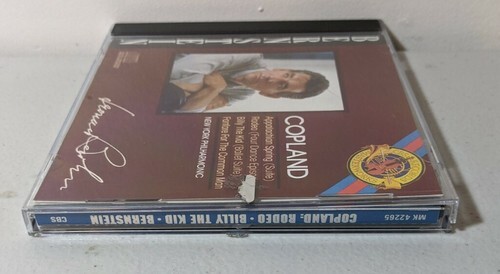 BERNSTEIN
COPLAND
Appalachian Spring (Suite)
Rodeo (Four Dance Episodes)
Billy The Kid (Ballet Suite)
Fanfare For The Common Man
NEW YORK PHILHARMONIC
CBS
COPLAND: RODEO • BILLY THE KID • BERNSTEIN
MK 42265